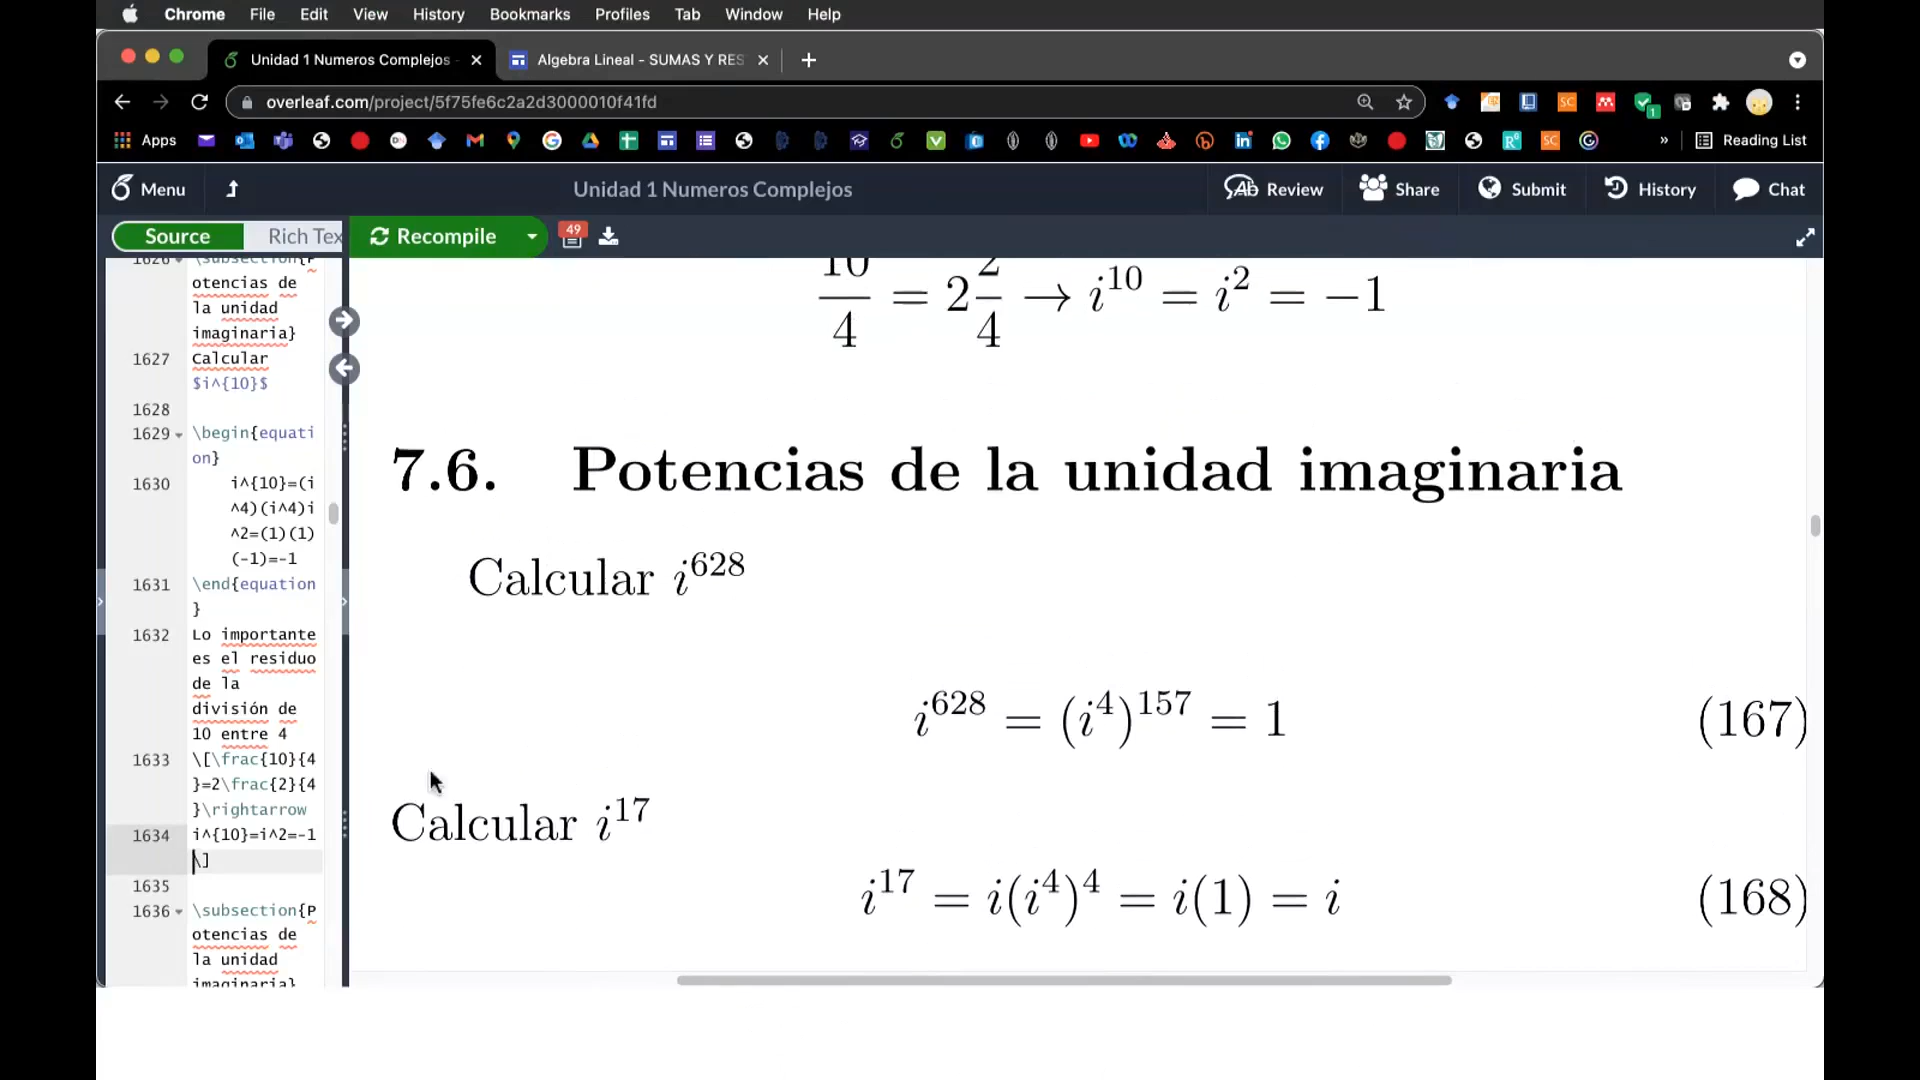 Chrome File Edit View History Bookmarks Profiles Tab Window Help
Unidad 1 Numeros Complejos - Algebra Lineal - SUMAS Y RES
overleaf.com/project/5f75fe6c2a2d3000010f41fd
Apps » Reading List
Menu Unidad 1 Numeros Complejos Review Share Submit History Chat
Source Rich Tex Recompile 49
1626 \subsection{P
otencias de
la unidad
imaginaria}
1627 Calcular
$i^{10}$
1628
1629 \begin{equati
on}
1630 i^{10}=(i
^4)(i^4)i
^2=(1)(1)
(-1)=-1
1631 \end{equation
}
1632 Lo importante
es el residuo
de la
división de
10 entre 4
1633 \[\frac{10}{4
}=2\frac{2}{4
}\rightarrow
1634 i^{10}=i^2=-1
\]
1635
1636 \subsection{P
otencias de
la unidad
imaginaria}
10/4 = 2 2/4 → i^10 = i^2 = −1
7.6. Potencias de la unidad imaginaria
Calcular i^628
i^628 = (i^4)^157 = 1 (167)
Calcular i^17
i^17 = i(i^4)^4 = i(1) = i (168)